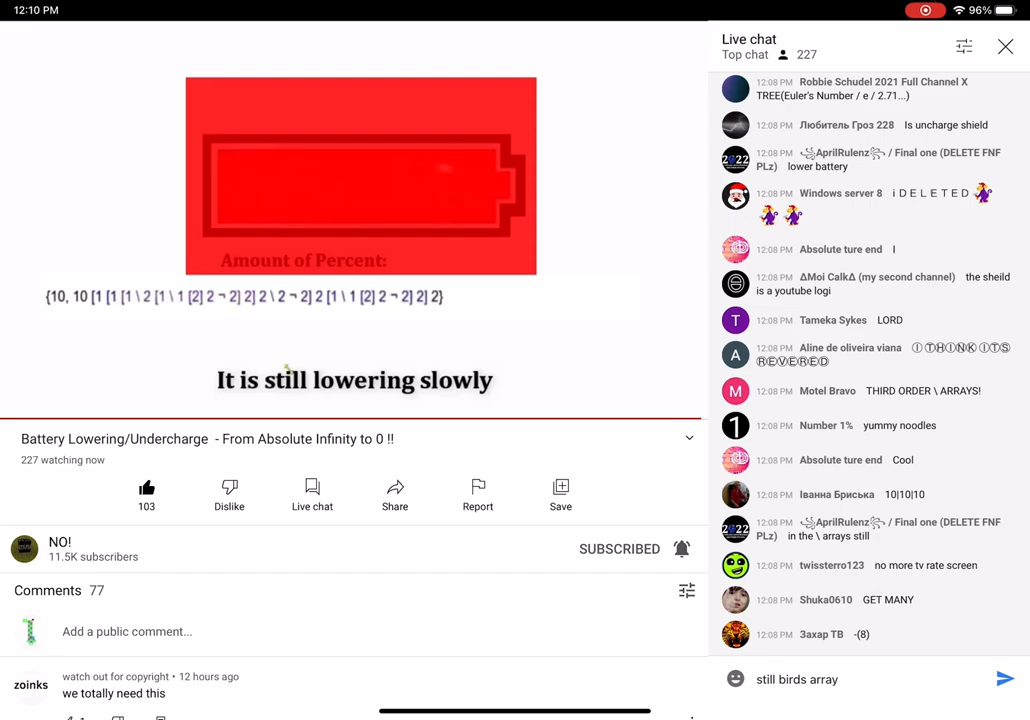 12:10 PM
96%
Amount of Percent:
{10, 10 [1 [1 [1 \ 2 [1 \ 1 [2] 2 ¬ 2] 2] 2 \ 2 ¬ 2] 2 [1 \ 1 [2] 2 ¬ 2] 2] 2}
It is still lowering slowly
Battery Lowering/Undercharge - From Absolute Infinity to 0 !!
227 watching now
103
Dislike
Live chat
Share
Report
Save
NO!
11.5K subscribers
SUBSCRIBED
Comments 77
Add a public comment...
zoinks
watch out for copyright • 12 hours ago
we totally need this
Live chat
Top chat 227
12:08 PM Robbie Schudel 2021 Full Channel X
TREE(Euler's Number / e / 2.71...)
12:08 PM Любитель Гроз 228 Is uncharge shield
2022
12:08 PM ꧁AprilRulenz꧂ / Final one (DELETE FNF
PLz) lower battery
12:08 PM Windows server 8 i D E L E T E D
12:08 PM Absolute ture end I
12:08 PM ΔMoi CalkΔ (my second channel) the sheild
is a youtube logi
T
12:08 PM Tameka Sykes LORD
A
12:08 PM Aline de oliveira viana Ⓘ ⓉⒽⒾⓃⓀ ⒾⓉⓈ
ⓇⒺⓋⒺⓇⒺⒹ
M
12:08 PM Motel Bravo THIRD ORDER \ ARRAYS!
1
12:08 PM Number 1% yummy noodles
12:08 PM Absolute ture end Cool
12:08 PM Іванна Бриська 10|10|10
2022
12:08 PM ꧁AprilRulenz꧂ / Final one (DELETE FNF
PLz) in the \ arrays still
12:08 PM twissterro123 no more tv rate screen
12:08 PM Shuka0610 GET MANY
12:08 PM Захар ТВ -(8)
still birds array